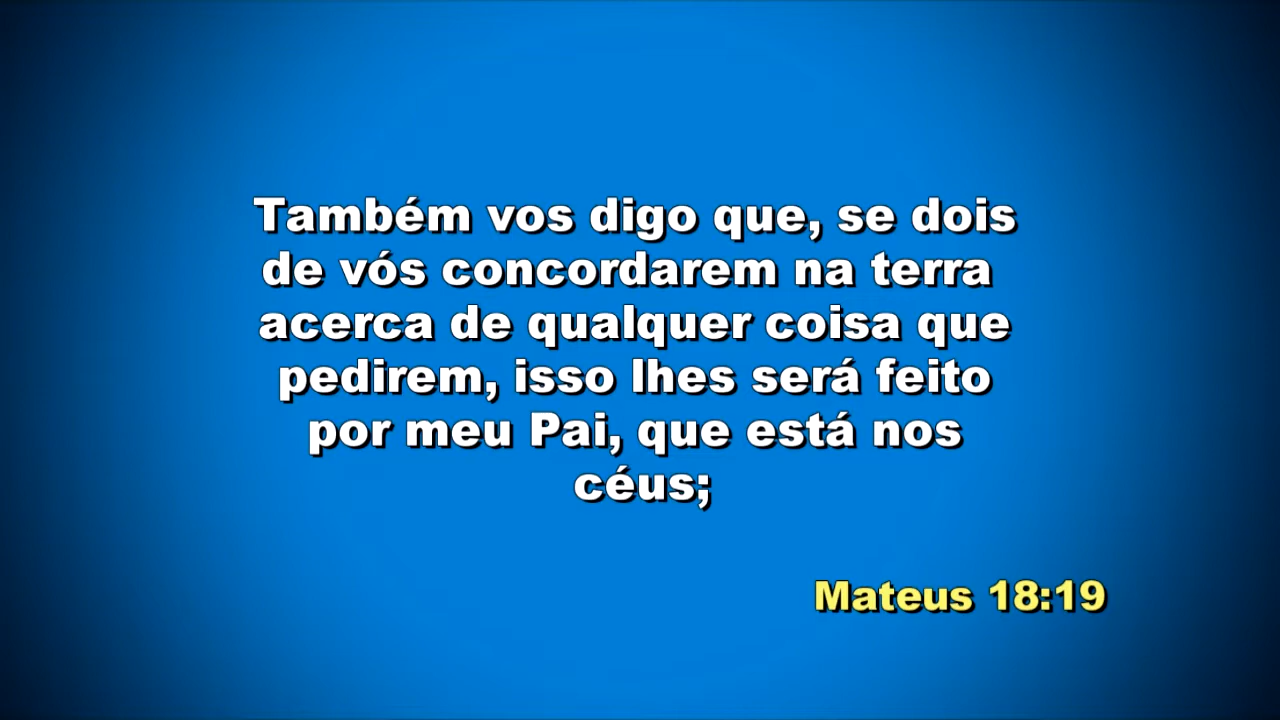 Também vos digo que, se dois
de vós concordarem na terra
acerca de qualquer coisa que
pedirem, isso lhes será feito
por meu Pai, que está nos
céus;
Mateus 18:19